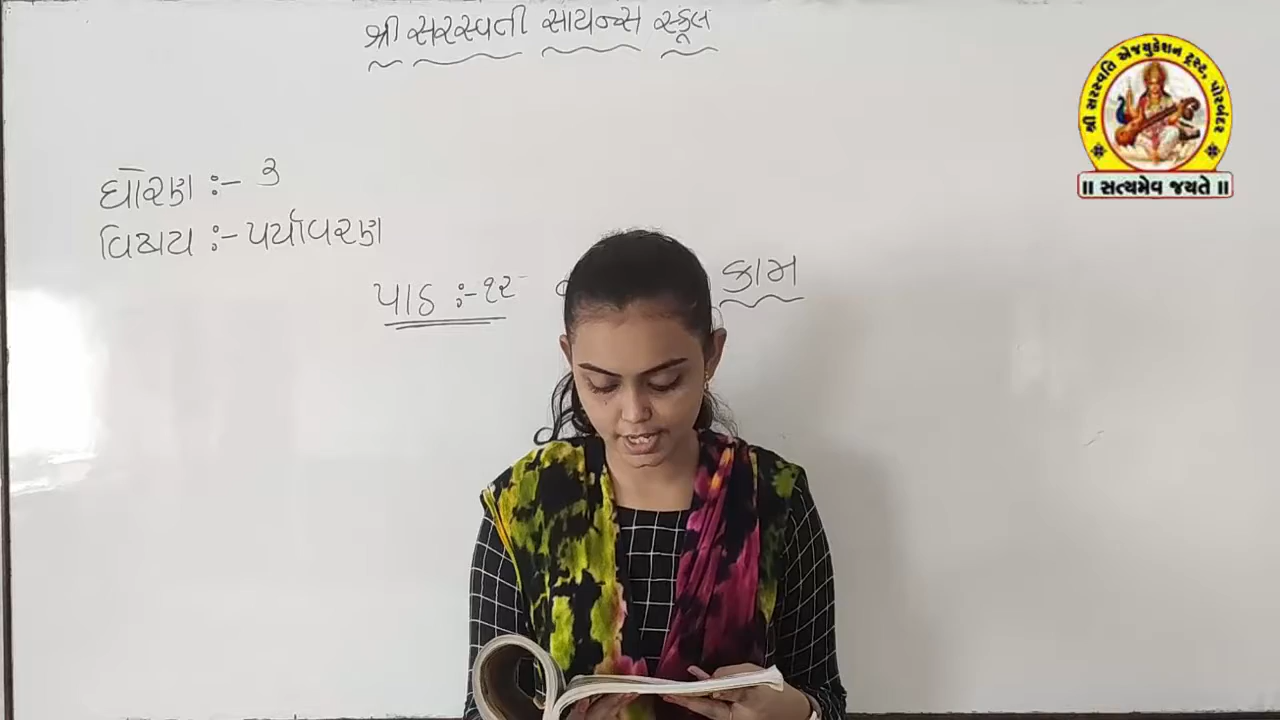 શ્રી સરસ્વતી સાયન્સ સ્કૂલ
ધોરણ :- ૩
વિષય :- પર્યાવરણ
પાઠ :- ૧૨ કામ
શ્રી સરસ્વતિ એજ્યુકેશન ટ્રસ્ટ, પોરબંદર
॥ સત્યમેવ જયતે ॥